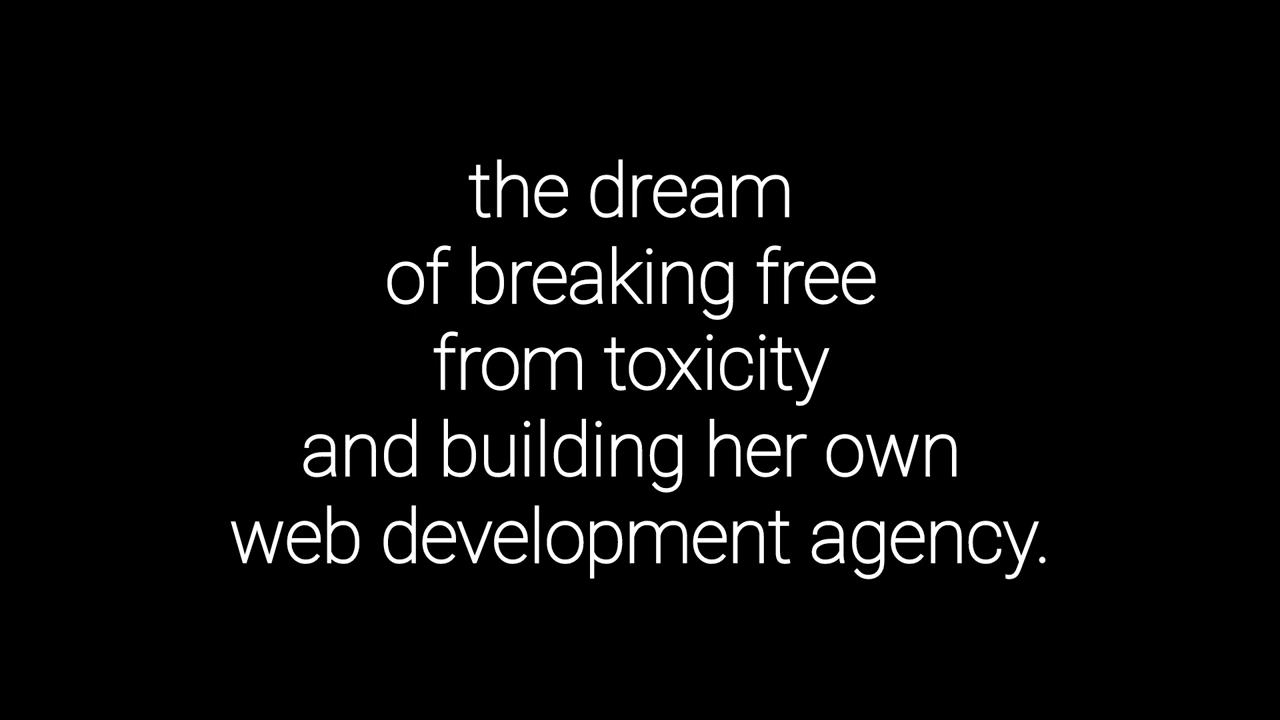 the dream
of breaking free
from toxicity
and building her own
web development agency.